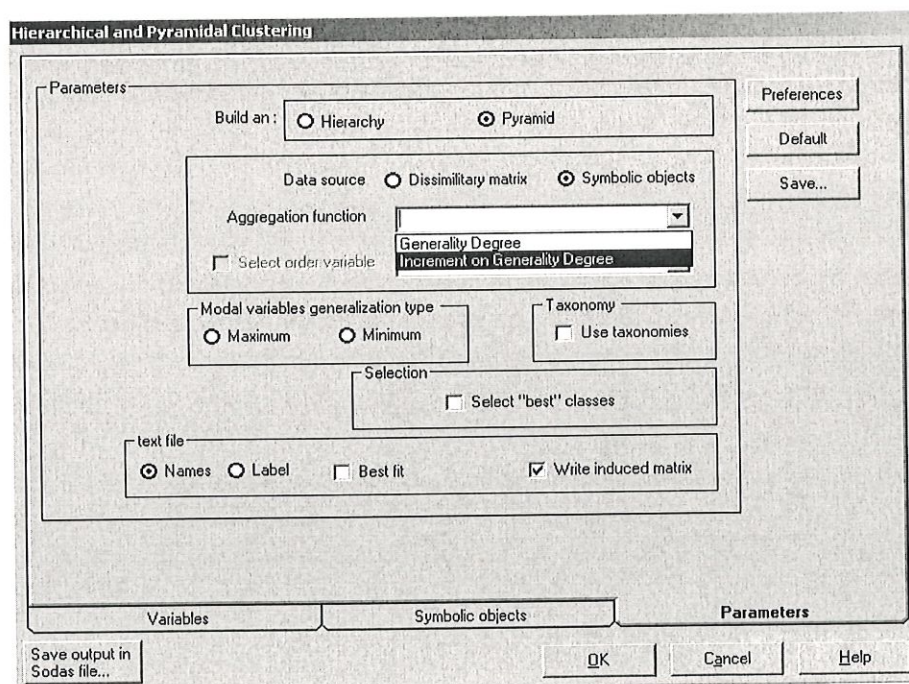 Hierarchical and Pyramidal Clustering
Parameters
Build an :
Hierarchy
Pyramid
Preferences
Default
Save...
Data source
Dissimilitary matrix
Symbolic objects
Aggregation function
Generality Degree
Increment on Generality Degree
Select order variable
Modal variables generalization type
Maximum
Minimum
Taxonomy
Use taxonomies
Selection
Select "best" classes
text file
Names
Label
Best fit
Write induced matrix
Variables
Symbolic objects
Parameters
Save output in
Sodas file...
OK
Cancel
Help